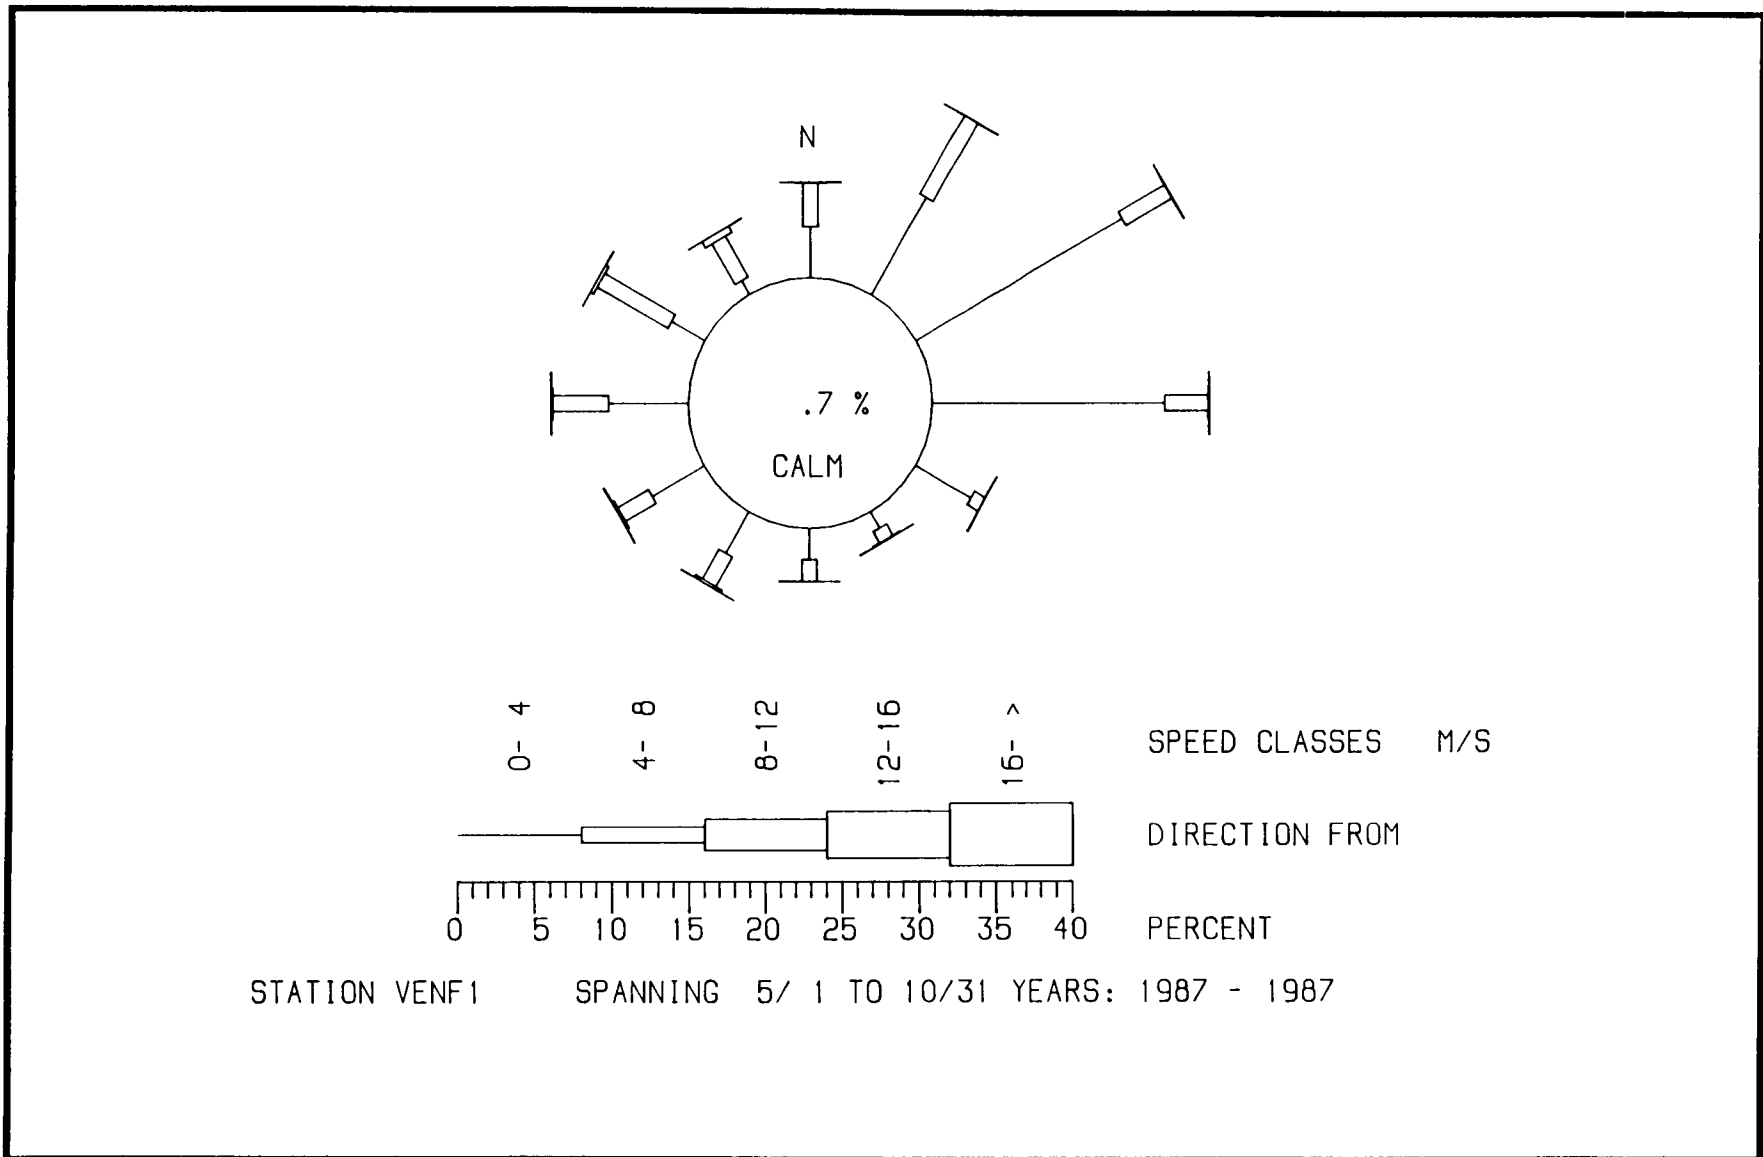 N
.7 %
CALM
0- 4
4- 8
8-12
12-16
16- >
SPEED CLASSES M/S
DIRECTION FROM
0 5 10 15 20 25 30 35 40 PERCENT
STATION VENF1 SPANNING 5/ 1 TO 10/31 YEARS: 1987 - 1987